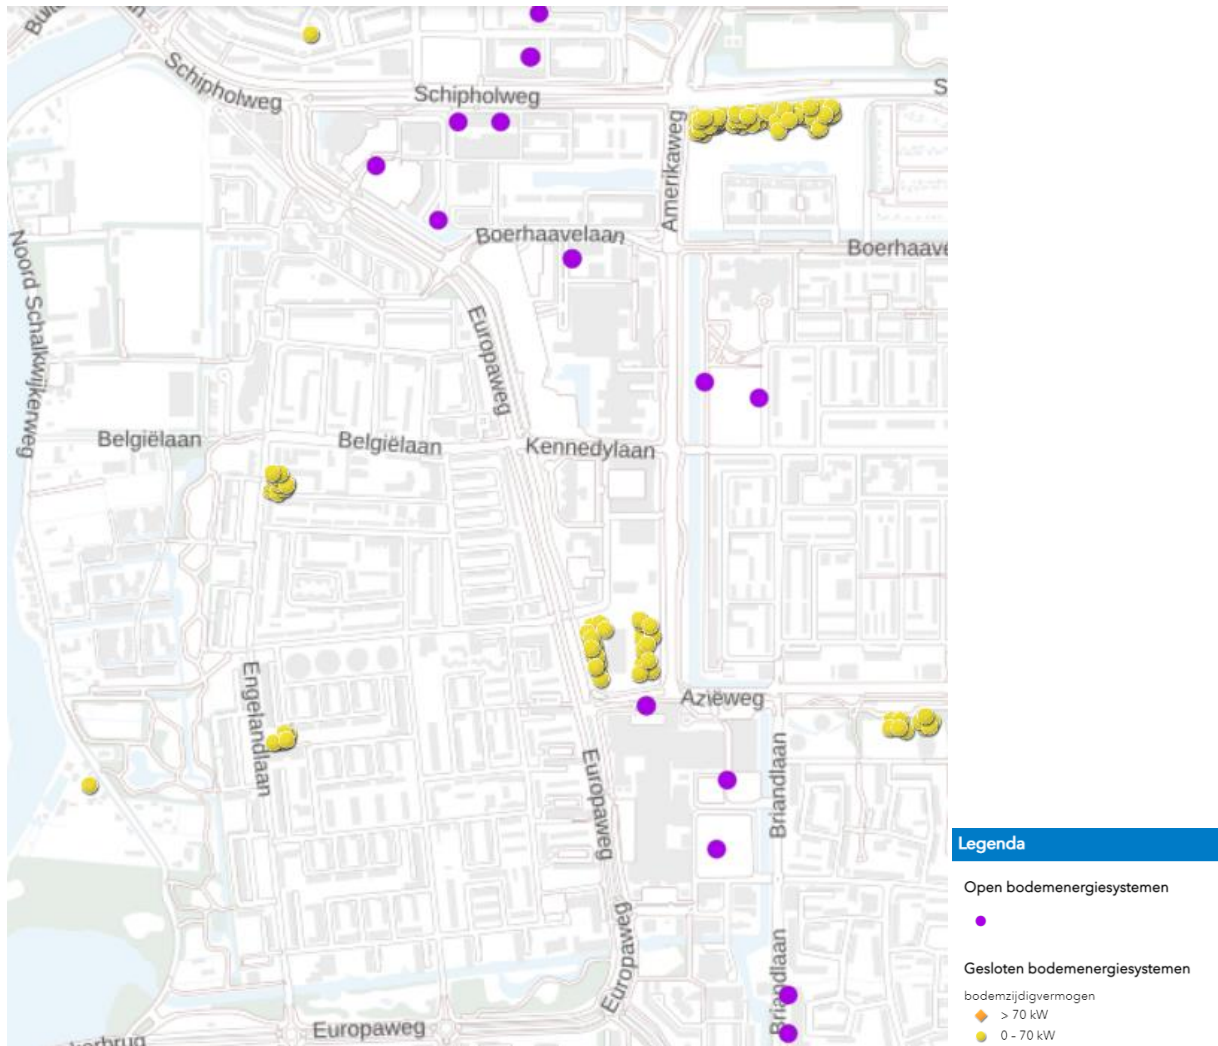 Schipholweg
Schipholweg
S
Amerikaweg
Boerhaavelaan
Boerhaave
Noord Schalkwijkerweg
Europaweg
Belgiëlaan
Belgiëlaan
Kennedylaan
Engelandlaan
Aziëweg
Europaweg
Briandlaan
Europaweg
Briandlaan
Europaweg
kerbrug
Legenda
Open bodemenergiesystemen
Gesloten bodemenergiesystemen
bodemzijdigvermogen
> 70 kW
0 - 70 kW